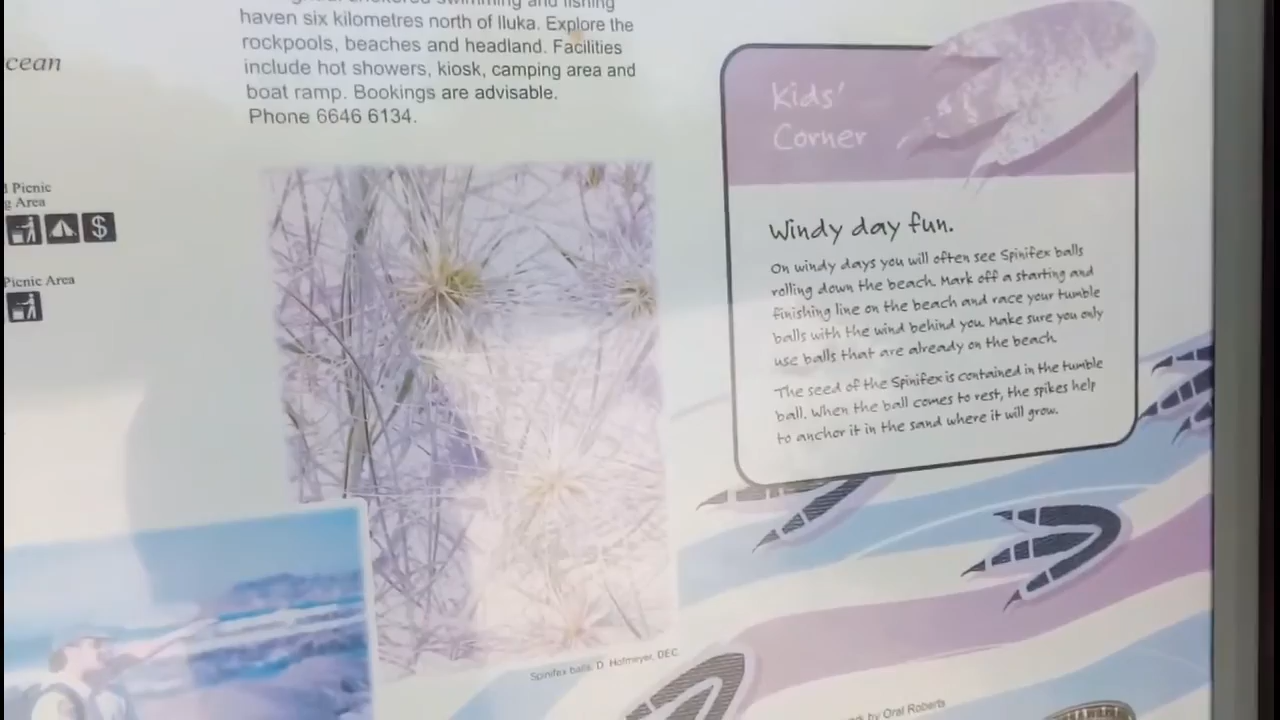 swimming and fishing
haven six kilometres north of Iluka. Explore the
rockpools, beaches and headland. Facilities
include hot showers, kiosk, camping area and
boat ramp. Bookings are advisable.
Phone 6646 6134.
cean
Picnic
Area
$
Picnic Area
Kids'
Corner
Windy day fun.
On windy days you will often see Spinifex balls
rolling down the beach. Mark off a starting and
finishing line on the beach and race your tumble
balls with the wind behind you. Make sure you only
use balls that are already on the beach.
The seed of the Spinifex is contained in the tumble
ball. When the ball comes to rest, the spikes help
to anchor it in the sand where it will grow.
Spinifex balls. D. Hofmeyer, DEC
by Oral Roberts